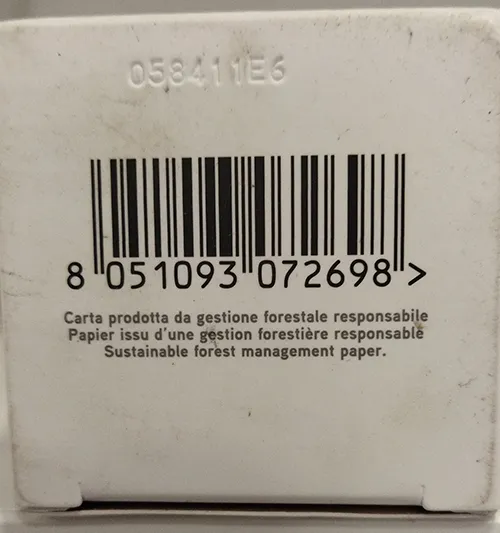 058411E6
8 051093 072698 >
Carta prodotta da gestione forestale responsabile
Papier issu d'une gestion forestière responsable
Sustainable forest management paper.